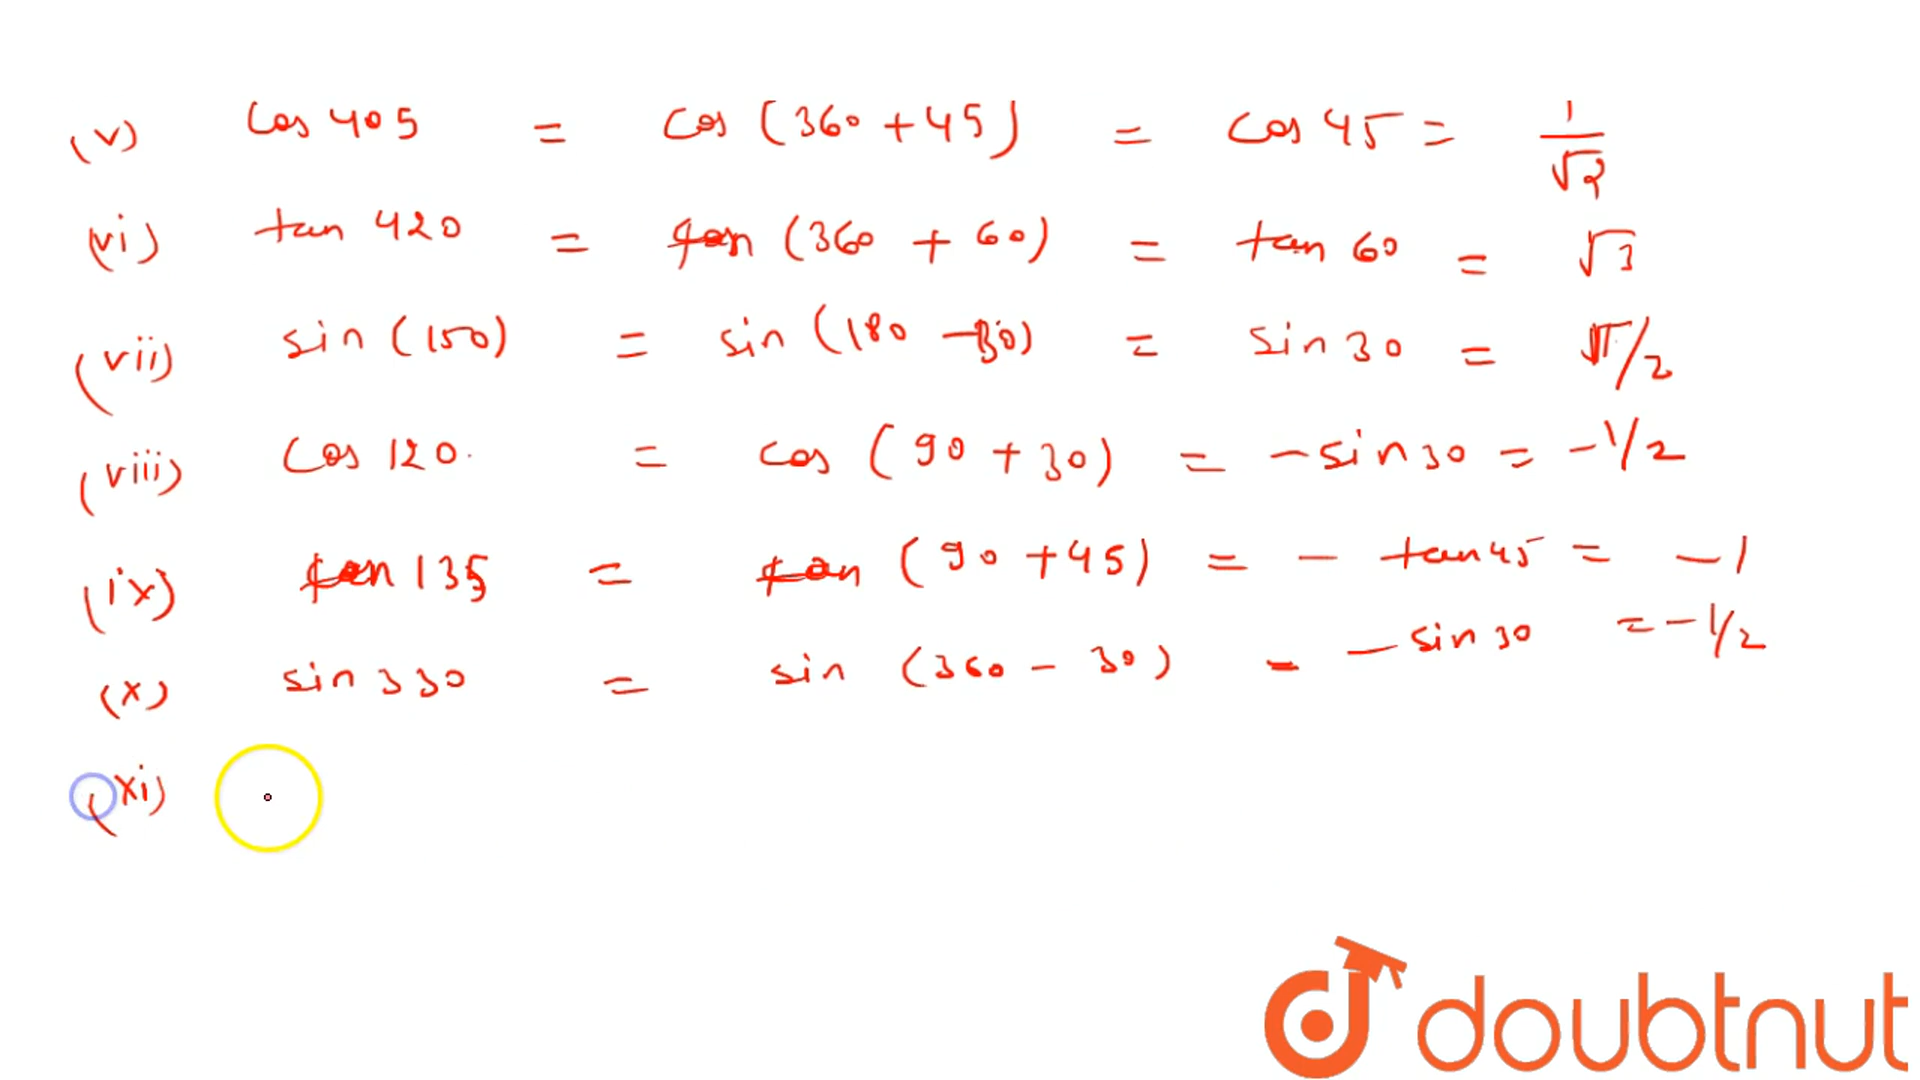 (v) cos 405 = cos (360 + 45) = cos 45 = 1/√2
(vi) tan 420 = tan (360 + 60) = tan 60 = √3
(vii) sin (150) = sin (180 - 30) = sin 30 = /2
(viii) cos 120. = cos (90 + 30) = - sin 30 = - 1/2
(ix) tan 135 = tan (90 + 45) = - tan 45 = - 1
(x) sin 330 = sin (360 - 30) = - sin 30 = - 1/2
(xi)
doubtnut